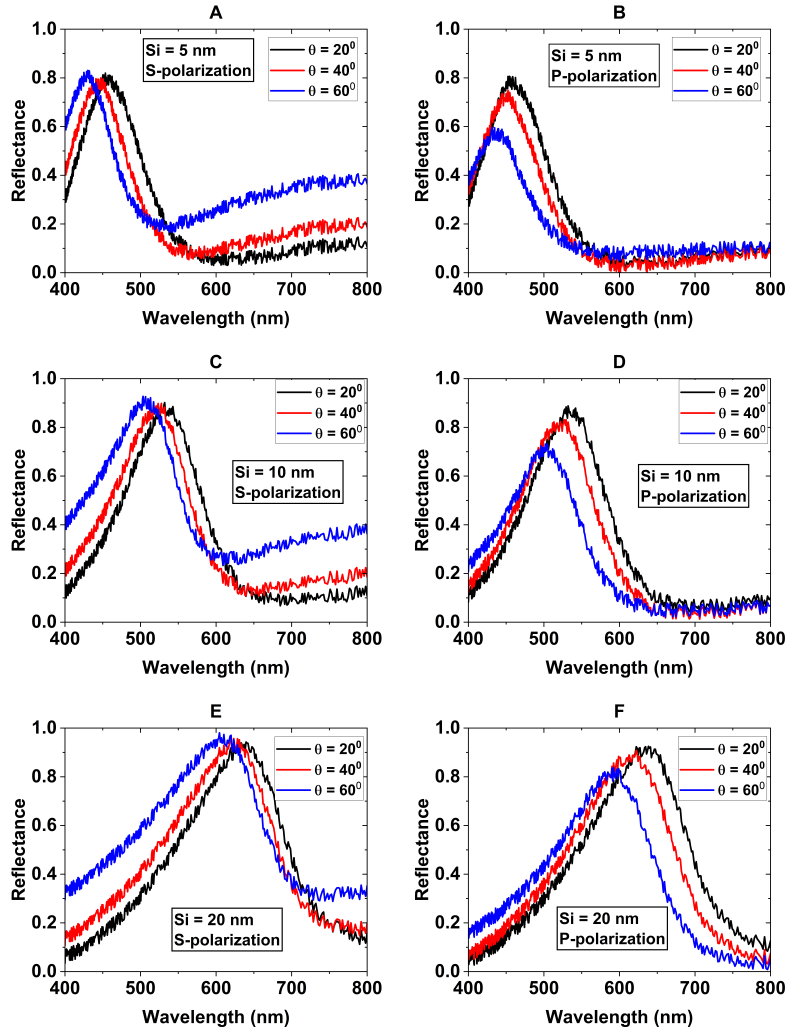 A
Si = 5 nm
S-polarization
θ = 20⁰
θ = 40⁰
θ = 60⁰
Reflectance
1.0
0.8
0.6
0.4
0.2
0.0
400 500 600 700 800
Wavelength (nm)
B
Si = 5 nm
P-polarization
θ = 20⁰
θ = 40⁰
θ = 60⁰
Reflectance
1.0
0.8
0.6
0.4
0.2
0.0
400 500 600 700 800
Wavelength (nm)
C
θ = 20⁰
θ = 40⁰
θ = 60⁰
Si = 10 nm
S-polarization
Reflectance
1.0
0.8
0.6
0.4
0.2
0.0
400 500 600 700 800
Wavelength (nm)
D
θ = 20⁰
θ = 40⁰
θ = 60⁰
Si = 10 nm
P-polarization
Reflectance
1.0
0.8
0.6
0.4
0.2
0.0
400 500 600 700 800
Wavelength (nm)
E
θ = 20⁰
θ = 40⁰
θ = 60⁰
Si = 20 nm
S-polarization
Reflectance
1.0
0.8
0.6
0.4
0.2
0.0
400 500 600 700 800
Wavelength (nm)
F
θ = 20⁰
θ = 40⁰
θ = 60⁰
Si = 20 nm
P-polarization
Reflectance
1.0
0.8
0.6
0.4
0.2
0.0
400 500 600 700 800
Wavelength (nm)